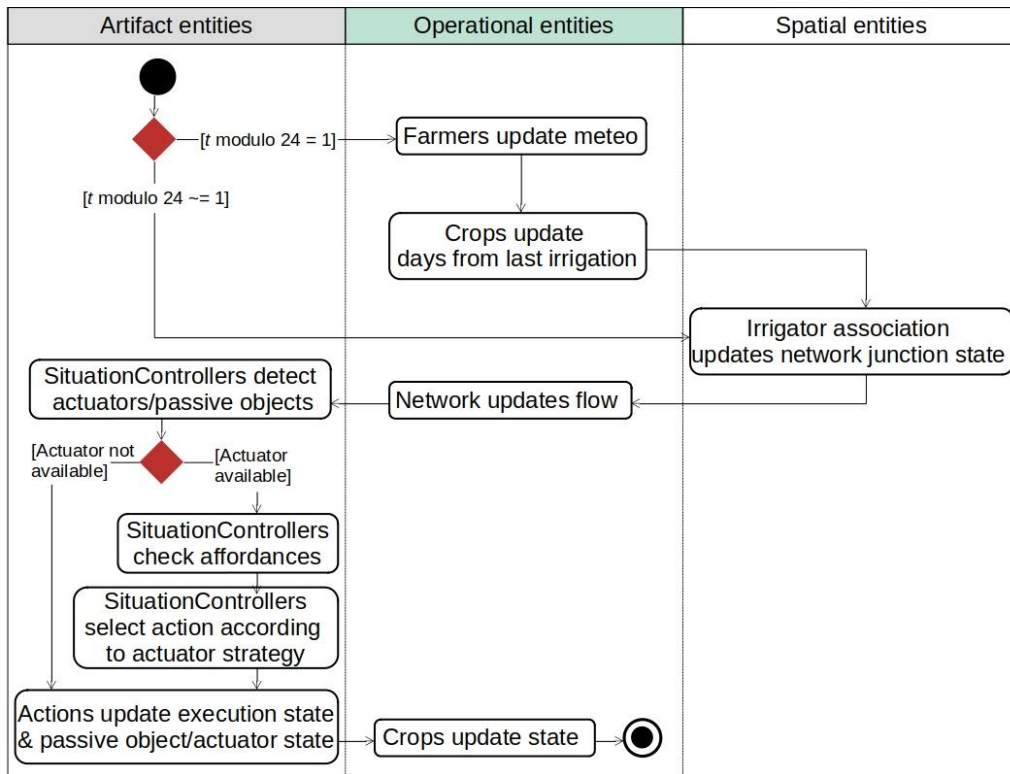 Artifact entities
Operational entities
Spatial entities
[t modulo 24 = 1]
Farmers update meteo
[t modulo 24 ~= 1]
Crops update
days from last irrigation
Irrigator association
updates network junction state
SituationControllers detect
actuators/passive objects
Network updates flow
[Actuator not
available]
[Actuator
available]
SituationControllers
check affordances
SituationControllers
select action according
to actuator strategy
Actions update execution state
& passive object/actuator state
Crops update state